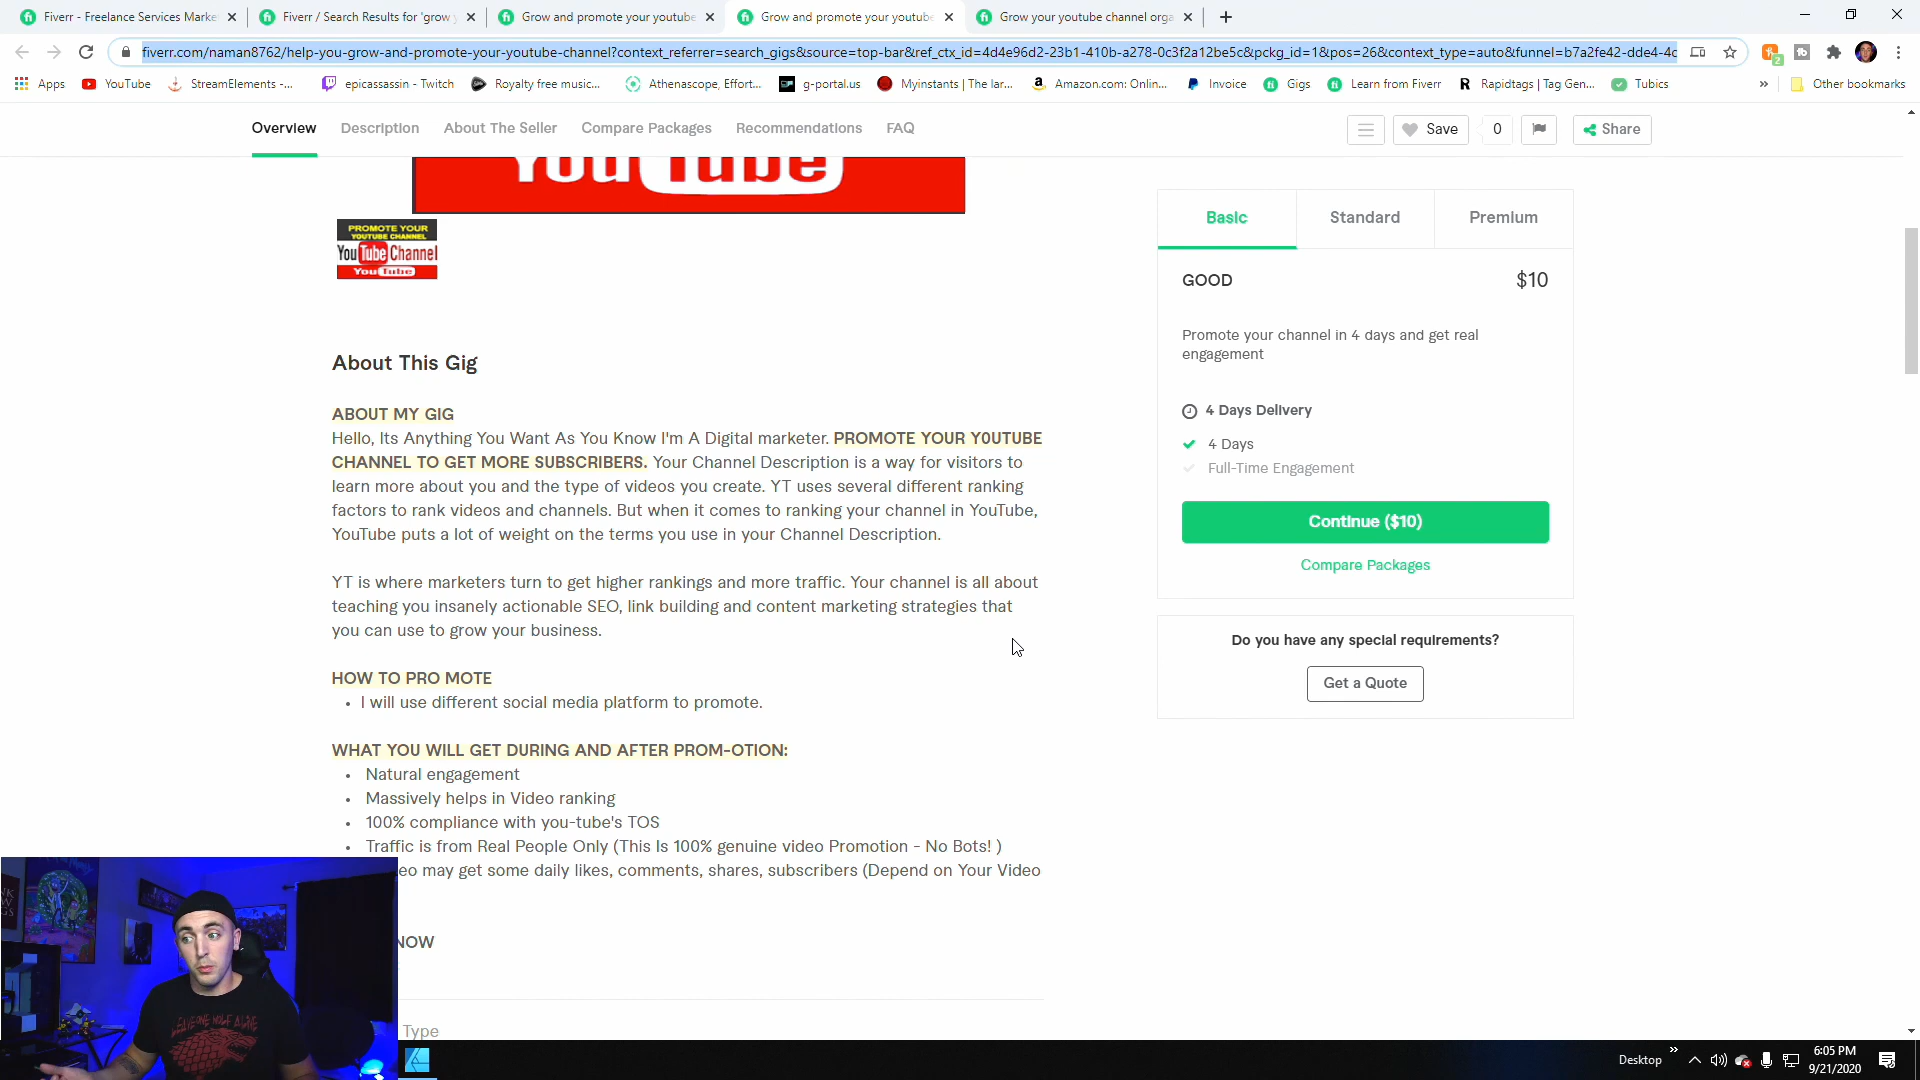 Fiverr - Freelance Services Marke
Fiverr / Search Results for 'grow y
Grow and promote your youtube
Grow and promote your youtube
Grow your youtube channel orga
fiverr.com/naman8762/help-you-grow-and-promote-your-youtube-channel?context_referrer=search_gigs&source=top-bar&ref_ctx_id=4d4e96d2-23b1-410b-a278-0c3f2a12be5c&pckg_id=1&pos=26&context_type=auto&funnel=b7a2fe42-dde4-4c
2
Apps
YouTube
StreamElements -...
epicassassin - Twitch
Royalty free music...
Athenascope, Effort...
g-portal.us
Myinstants | The lar...
Amazon.com: Onlin...
Invoice
Gigs
Learn from Fiverr
Rapidtags | Tag Gen...
Tubics
»
Other bookmarks
Overview
Description
About The Seller
Compare Packages
Recommendations
FAQ
Save
0
Share
YouTube
PROMOTE YOUR
YOUTUBE CHANNEL
YouTube Channel
YouTube
Basic
Standard
Premium
GOOD
$10
Promote your channel in 4 days and get real
engagement
4 Days Delivery
4 Days
Full-Time Engagement
Continue ($10)
Compare Packages
Do you have any special requirements?
Get a Quote
About This Gig
ABOUT MY GIG
Hello, Its Anything You Want As You Know I'm A Digital marketer. PROMOTE YOUR Y0UTUBE
CHANNEL TO GET MORE SUBSCRIBERS. Your Channel Description is a way for visitors to
learn more about you and the type of videos you create. YT uses several different ranking
factors to rank videos and channels. But when it comes to ranking your channel in YouTube,
YouTube puts a lot of weight on the terms you use in your Channel Description.
YT is where marketers turn to get higher rankings and more traffic. Your channel is all about
teaching you insanely actionable SEO, link building and content marketing strategies that
you can use to grow your business.
HOW TO PRO MOTE
• I will use different social media platform to promote.
WHAT YOU WILL GET DURING AND AFTER PROM-OTION:
• Natural engagement
• Massively helps in Video ranking
• 100% compliance with you-tube's TOS
• Traffic is from Real People Only (This Is 100% genuine video Promotion - No Bots! )
eo may get some daily likes, comments, shares, subscribers (Depend on Your Video
NOW
Type
LEAVE ONE WOLF ALIVE
Desktop
»
6:05 PM
9/21/2020